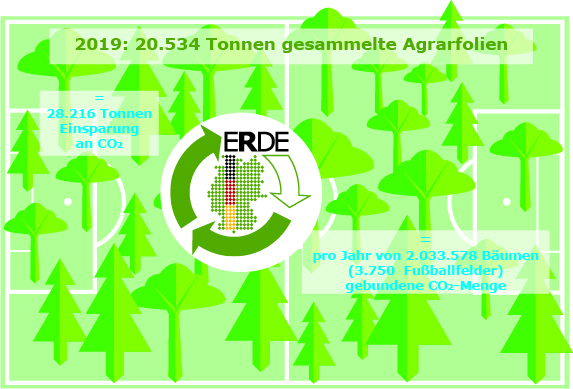 2019: 20.534 Tonnen gesammelte Agrarfolien
=
28.216 Tonnen
Einsparung
an CO₂
ERDE
=
pro Jahr von 2.033.578 Bäumen
(3.750 Fußballfelder)
gebundene CO₂-Menge